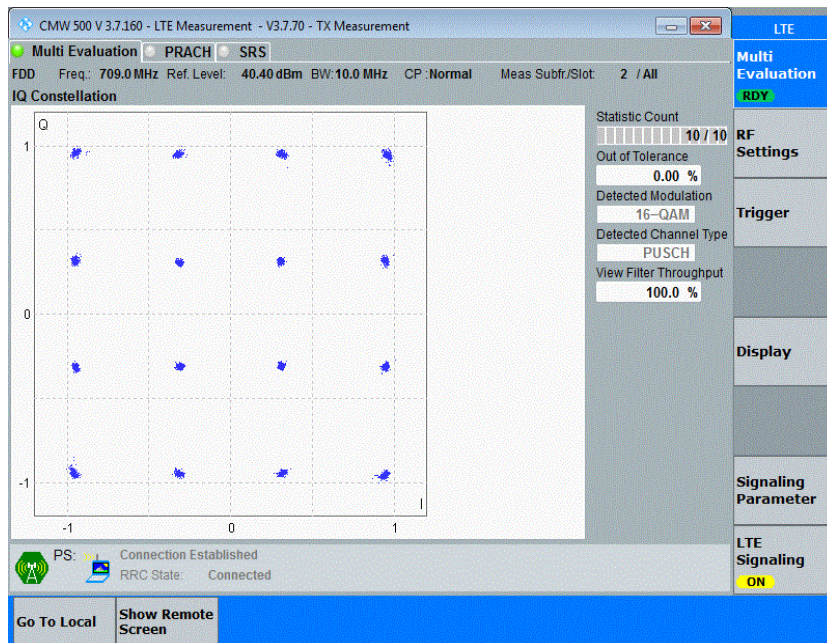 CMW 500 V 3.7.160 - LTE Measurement - V3.7.70 - TX Measurement
LTE
Multi Evaluation PRACH SRS
Multi
Evaluation
RDY
FDD Freq.: 709.0 MHz Ref. Level: 40.40 dBm BW: 10.0 MHz CP : Normal Meas Subfr./Slot: 2 / All
IQ Constellation
Q
1
0
-1
-1 0 1
I
Statistic Count
10 / 10
Out of Tolerance
0.00 %
Detected Modulation
16-QAM
Detected Channel Type
PUSCH
View Filter Throughput
100.0 %
RF
Settings
Trigger
Display
Signaling
Parameter
LTE
Signaling
ON
PS: Connection Established
RRC State: Connected
Go To Local
Show Remote
Screen